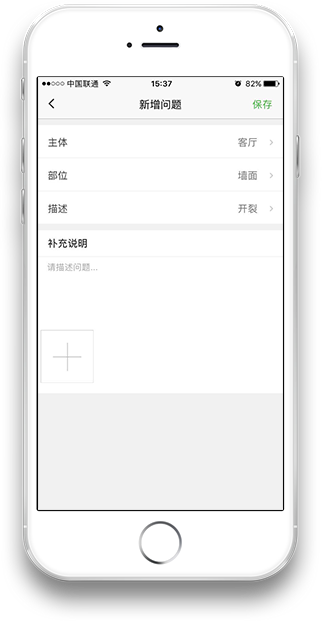 中国联通 15:37 82%
新增问题 保存
主体 客厅
部位 墙面
描述 开裂
补充说明
请描述问题...